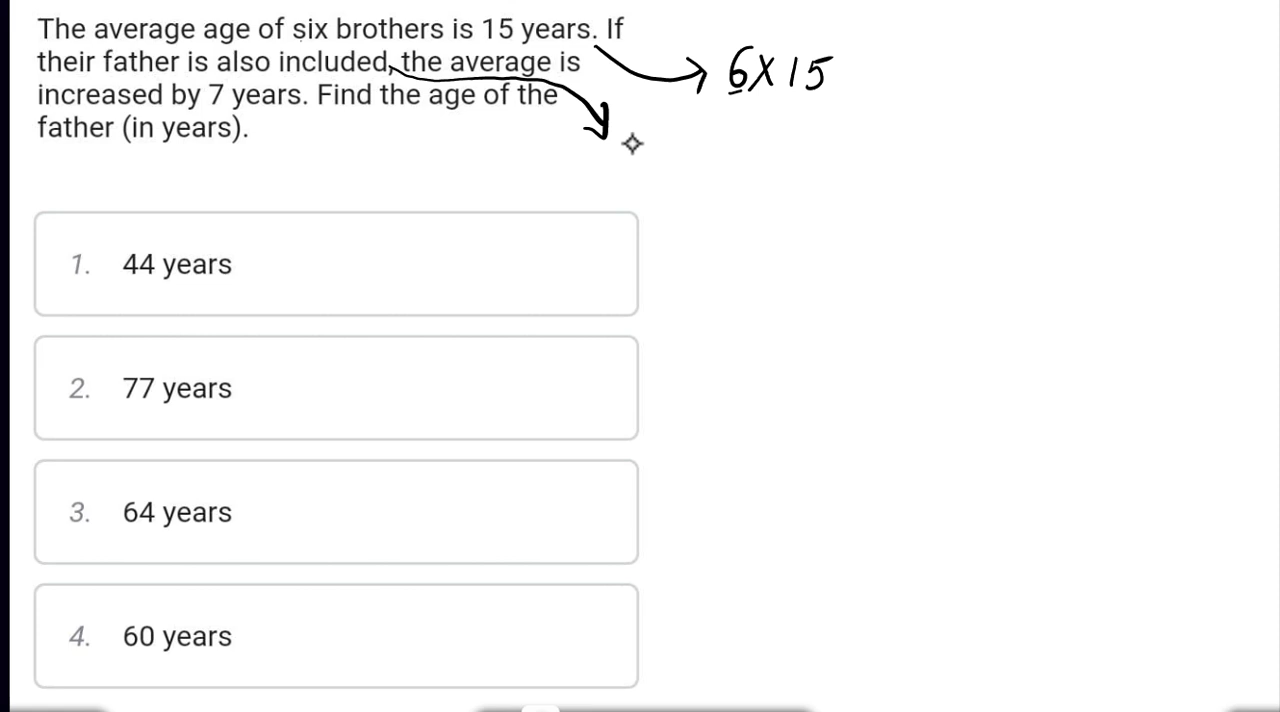 The average age of six brothers is 15 years. If
their father is also included, the average is
increased by 7 years. Find the age of the
father (in years).
6X15
1. 44 years
2. 77 years
3. 64 years
4. 60 years